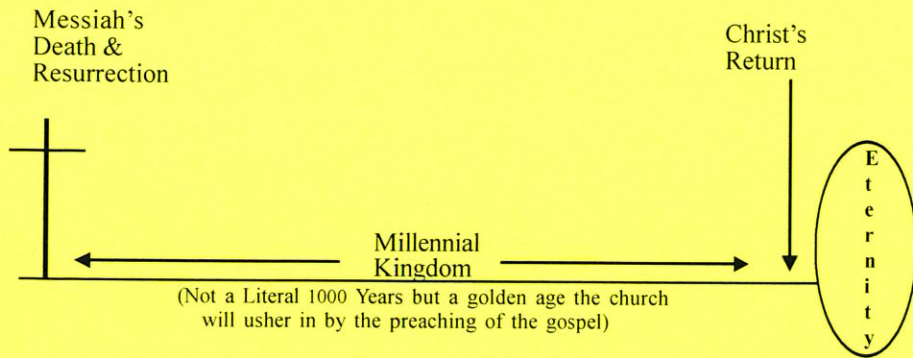 Messiah's
Death &
Resurrection
Christ's
Return
Eternity
Millennial
Kingdom
(Not a Literal 1000 Years but a golden age the church
will usher in by the preaching of the gospel)